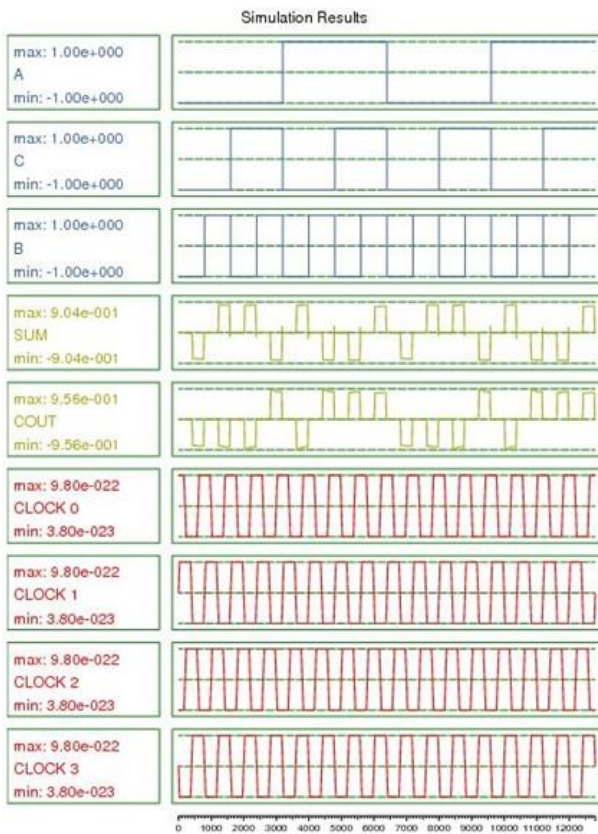 Simulation Results
max: 1.00e+000
A
min: -1.00e+000
max: 1.00e+000
C
min: -1.00e+000
max: 1.00e+000
B
min: -1.00e+000
max: 9.04e-001
SUM
min: -9.04e-001
max: 9.56e-001
COUT
min: -9.56e-001
max: 9.80e-022
CLOCK 0
min: 3.80e-023
max: 9.80e-022
CLOCK 1
min: 3.80e-023
max: 9.80e-022
CLOCK 2
min: 3.80e-023
max: 9.80e-022
CLOCK 3
min: 3.80e-023
0 1000 2000 3000 4000 5000 6000 7000 8000 9000 10000 11000 12000